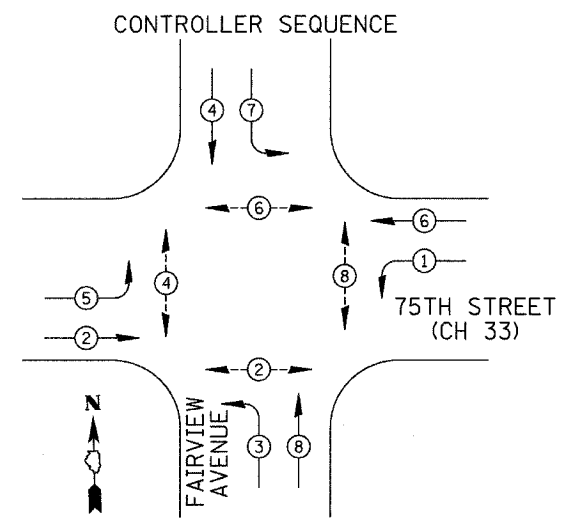 CONTROLLER SEQUENCE
4
7
6
6
1
4
8
5
75TH STREET
(CH 33)
2
2
N
FAIRVIEW
AVENUE
3
8